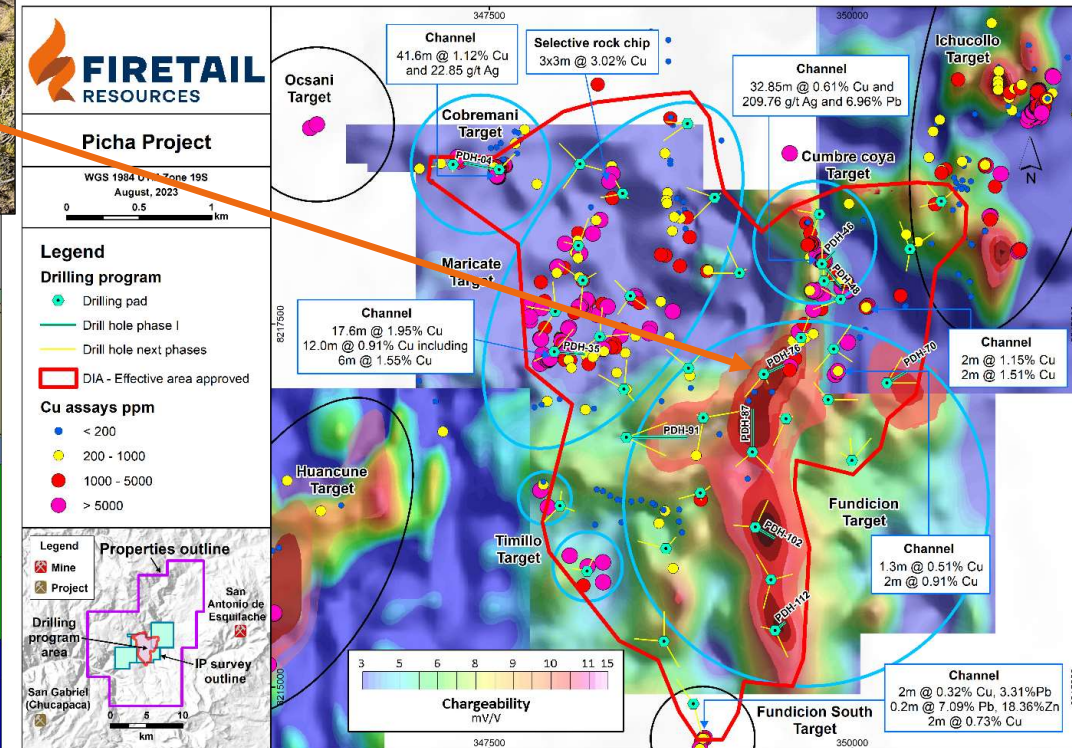 FIRETAIL
RESOURCES
Picha Project
WGS 1984 UTM Zone 19S
August, 2023
0 0.5 1
km
Legend
Drilling program
Drilling pad
Drill hole phase I
Drill hole next phases
DIA - Effective area approved
Cu assays ppm
< 200
200 - 1000
1000 - 5000
> 5000
Legend
Mine
Project
Properties outline
San
Antonio de
Esquilache
Drilling
program
area
IP survey
outline
San Gabriel
(Chucapaca)
0 5 10
km
347500
350000
8217500
8215000
347500
350000
Ocsani
Target
Channel
41.6m @ 1.12% Cu
and 22.85 g/t Ag
Selective rock chip
3x3m @ 3.02% Cu
Channel
32.85m @ 0.61% Cu and
209.76 g/t Ag and 6.96% Pb
Ichucollo
Target
N
Cobremani
Target
PDH-04
Cumbre coya
Target
PDH-46
PDH-48
Maricate
Target
Channel
17.6m @ 1.95% Cu
12.0m @ 0.91% Cu including
6m @ 1.55% Cu
PDH-35
PDH-76
PDH-70
Channel
2m @ 1.15% Cu
2m @ 1.51% Cu
PDH-87
PDH-91
Huancune
Target
Timillo
Target
Fundicion
Target
PDH-102
PDH-112
Channel
1.3m @ 0.51% Cu
2m @ 0.91% Cu
3 5 6 8 9 10 11 15
Chargeability
mV/V
Fundicion South
Target
Channel
2m @ 0.32% Cu, 3.31%Pb
0.2m @ 7.09% Pb, 18.36%Zn
2m @ 0.73% Cu